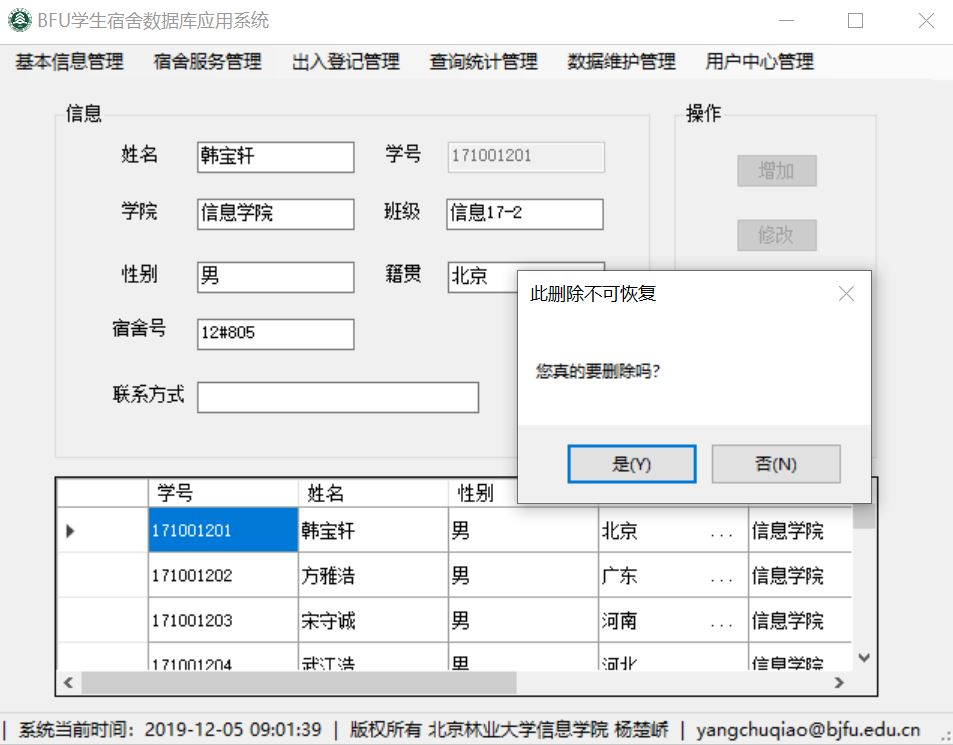 BFU学生宿舍数据库应用系统
基本信息管理 宿舍服务管理 出入登记管理 查询统计管理 数据维护管理 用户中心管理
信息
姓名 韩宝轩 学号 171001201
学院 信息学院 班级 信息17-2
性别 男 籍贯 北京
宿舍号 12#805
联系方式
操作
增加
修改
此删除不可恢复
您真的要删除吗?
是(Y) 否(N)
学号 姓名 性别
171001201 韩宝轩 男 北京 ... 信息学院
171001202 方雅浩 男 广东 ... 信息学院
171001203 宋守诚 男 河南 ... 信息学院
171001204 武江浩 男 河北 ... 信息学院
| 系统当前时间: 2019-12-05 09:01:39 | 版权所有 北京林业大学信息学院 杨楚峤 | yangchuqiao@bjfu.edu.cn